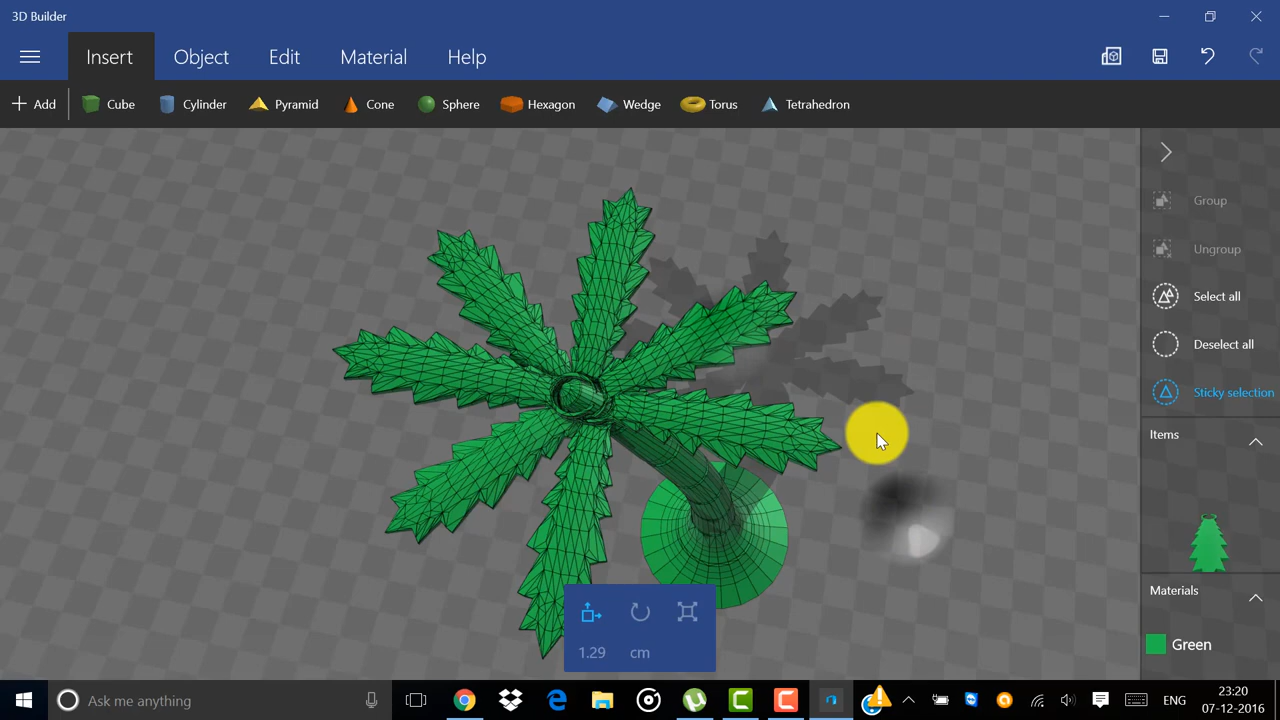 3D Builder
Insert Object Edit Material Help
Add Cube Cylinder Pyramid Cone Sphere Hexagon Wedge Torus Tetrahedron
Group
Ungroup
Select all
Deselect all
Sticky selection
Items
Materials
Green
1.29 cm
Ask me anything
ENG
23:20
07-12-2016